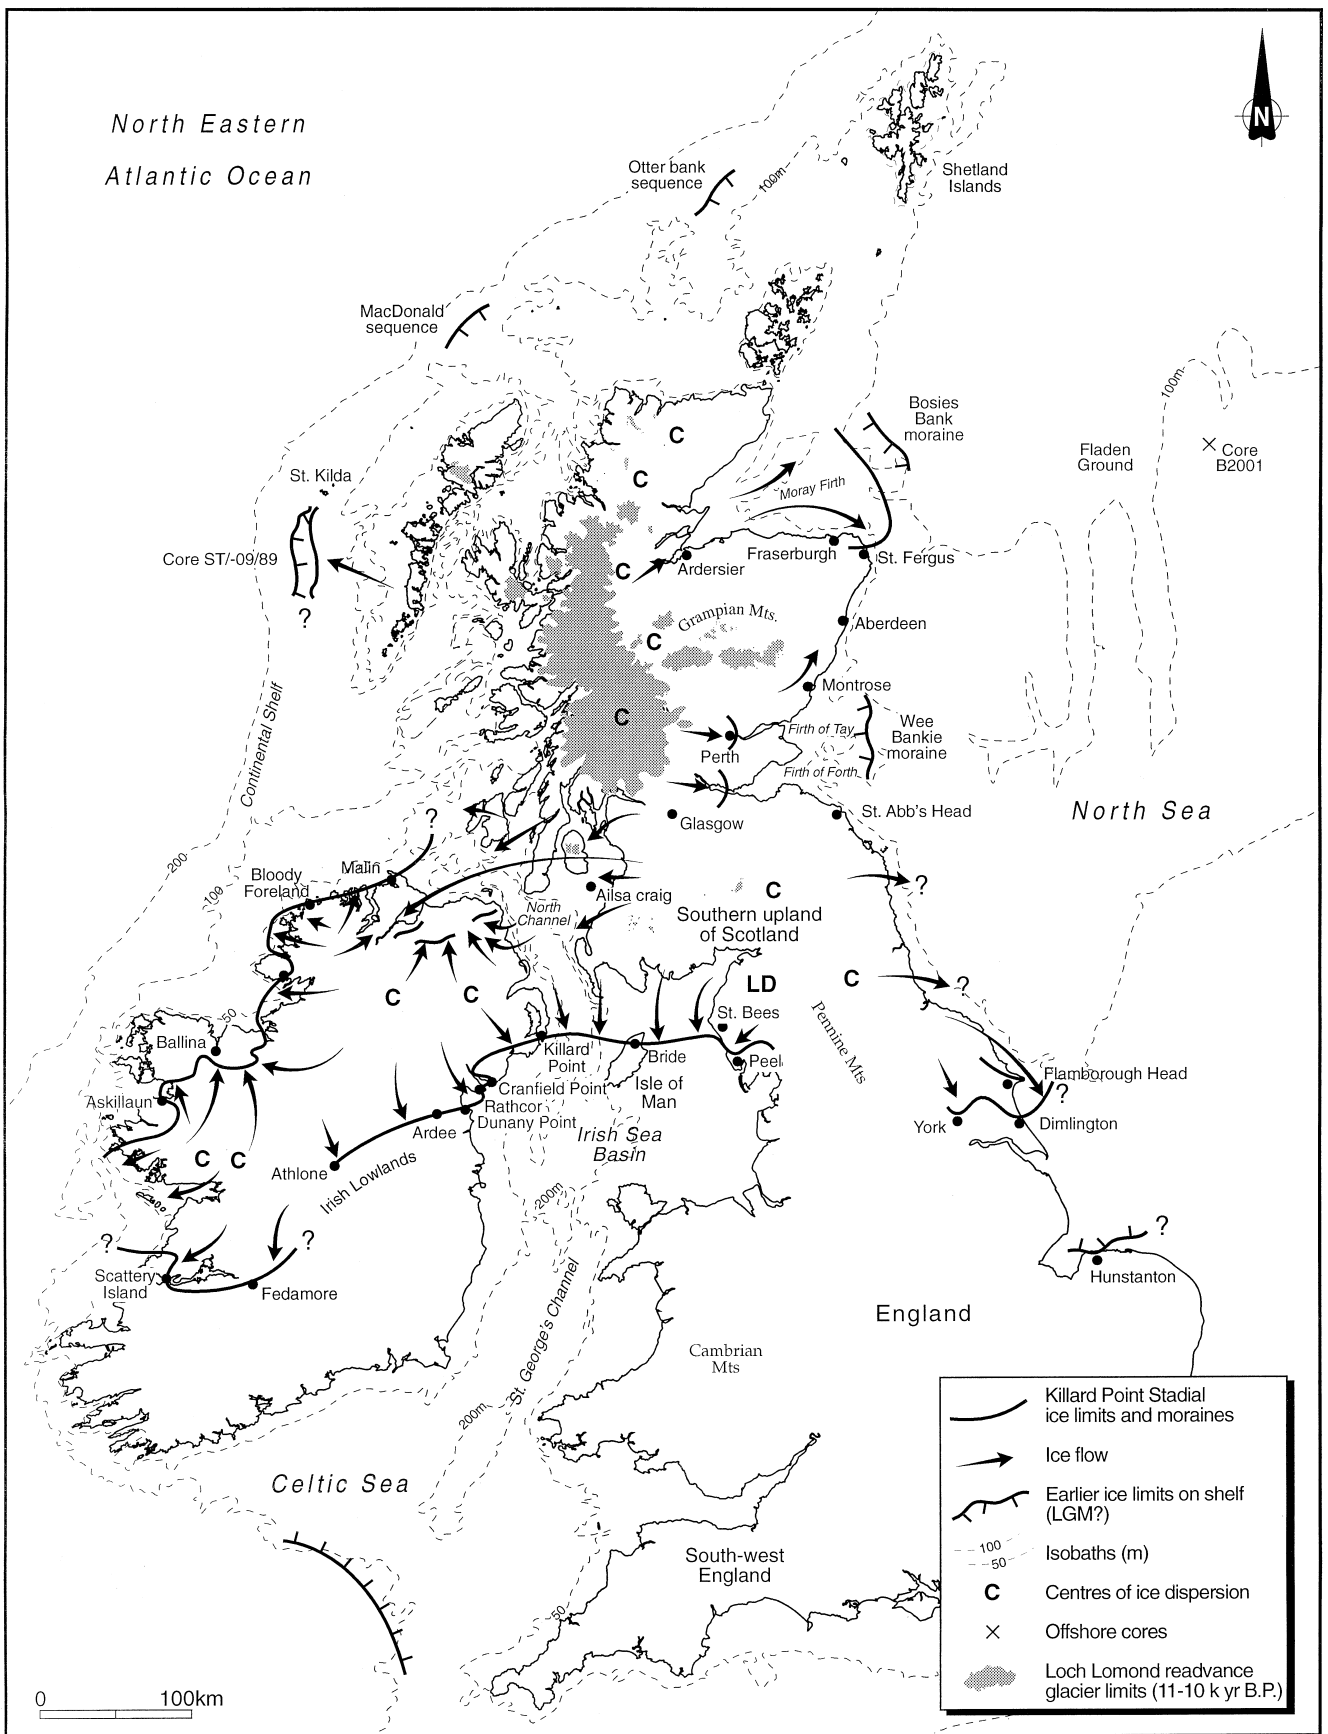 North Eastern
Atlantic Ocean
N
Otter bank
sequence
100m
Shetland
Islands
MacDonald
sequence
100m
Bosies
Bank
moraine
C
Fladen
Ground
Core
B2001
St. Kilda
C
Moray Firth
Core ST/-09/89
Fraserburgh
St. Fergus
C
Ardersier
?
Grampian Mts.
Aberdeen
C
Montrose
Continental Shelf
C
Firth of Tay
Wee
Bankie
moraine
Perth
Firth of Forth
North Sea
?
Glasgow
St. Abb's Head
200
100
Malin
Bloody
Foreland
?
Ailsa craig
C
North
Channel
Southern upland
of Scotland
C
C
LD
C
?
50
St. Bees
Pennine Mts
Ballina
Killard
Point
Bride
Peel
Flamborough Head
?
Askillaun
Cranfield Point
Isle of
Man
Rathcor
Dunany Point
Ardee
York
Dimlington
Irish Sea
Basin
C
C
Athlone
Irish Lowlands
200m
?
?
?
Scattery
Island
Fedamore
Hunstanton
St. George's Channel
England
Cambrian
Mts
200m
Celtic Sea
South-west
England
50
0
100km
Killard Point Stadial
ice limits and moraines
Ice flow
Earlier ice limits on shelf
(LGM?)
100
50
Isobaths (m)
C
Centres of ice dispersion
Offshore cores
Loch Lomond readvance
glacier limits (11-10 k yr B.P.)